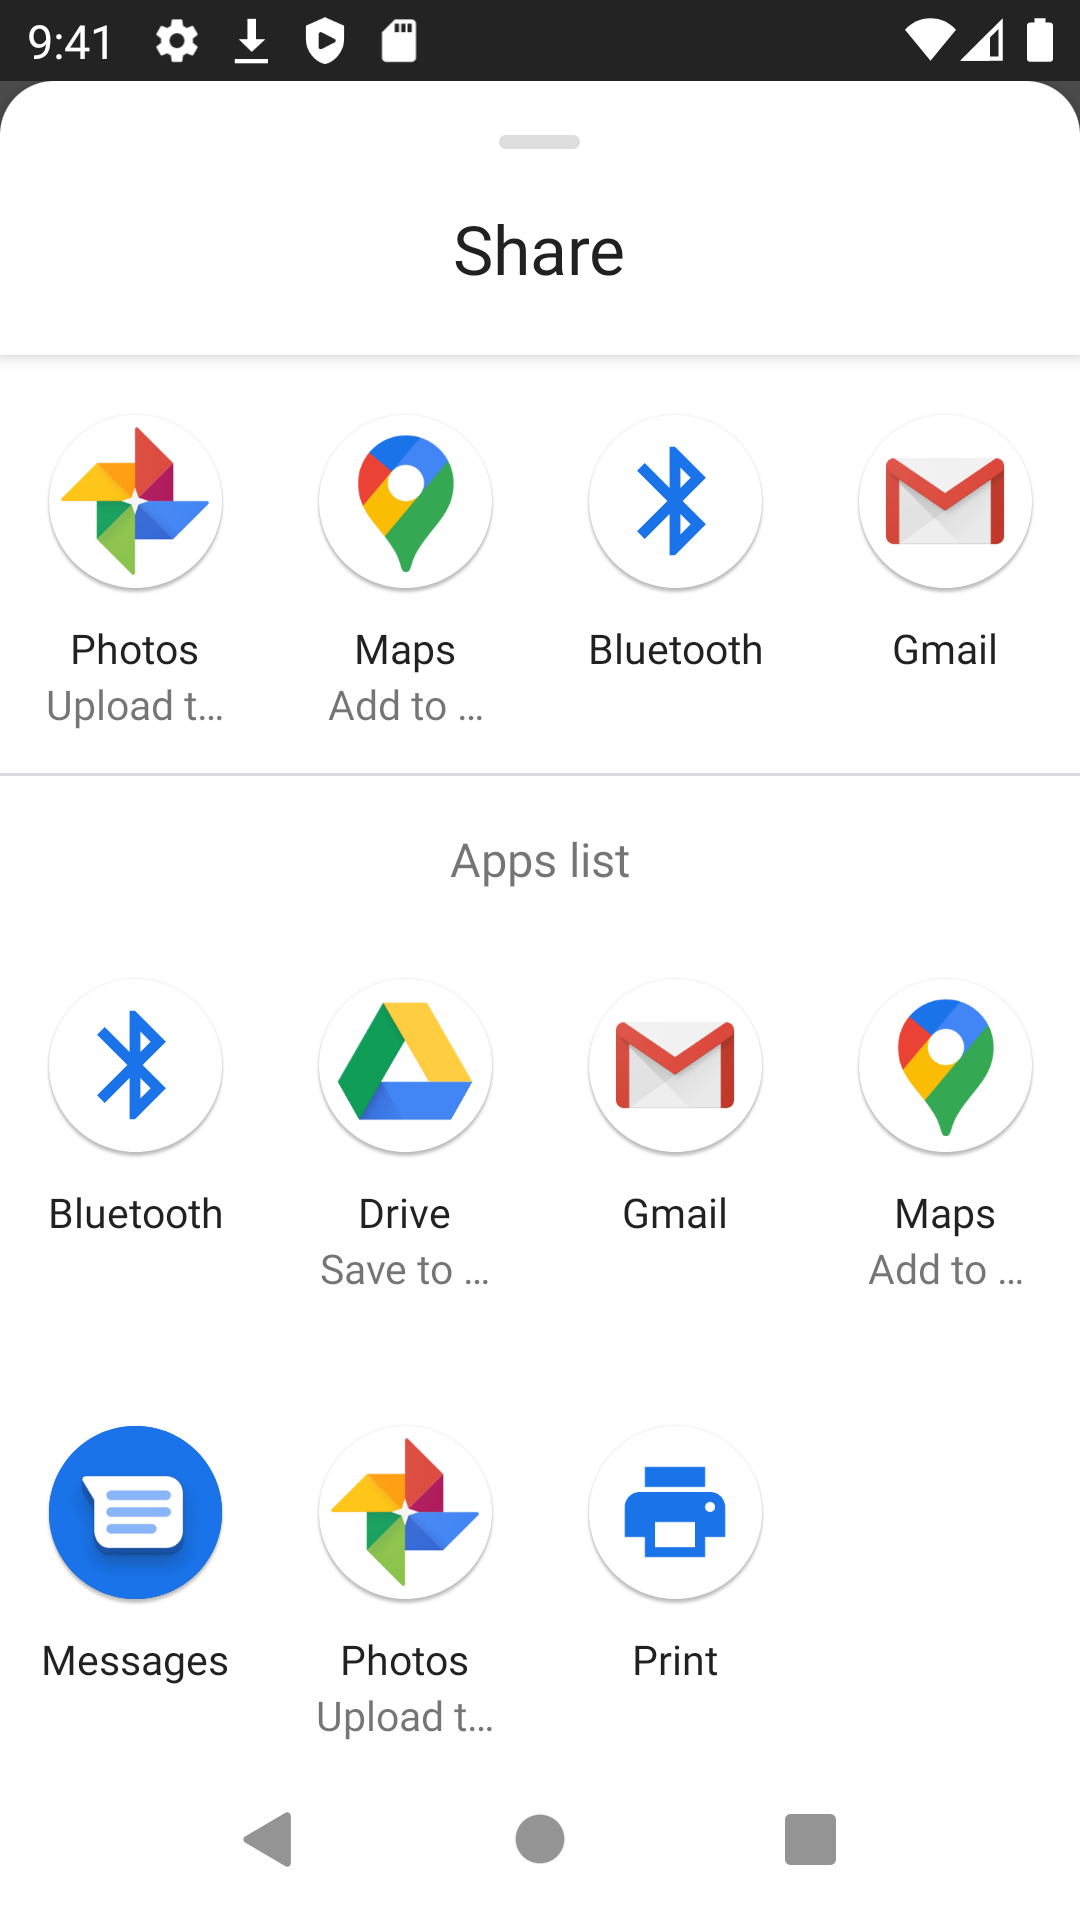 9:41
Share
Photos
Maps
Bluetooth
Gmail
Upload t...
Add to ...
Apps list
Bluetooth
Drive
Gmail
Maps
Save to ...
Add to ...
Messages
Photos
Print
Upload t...